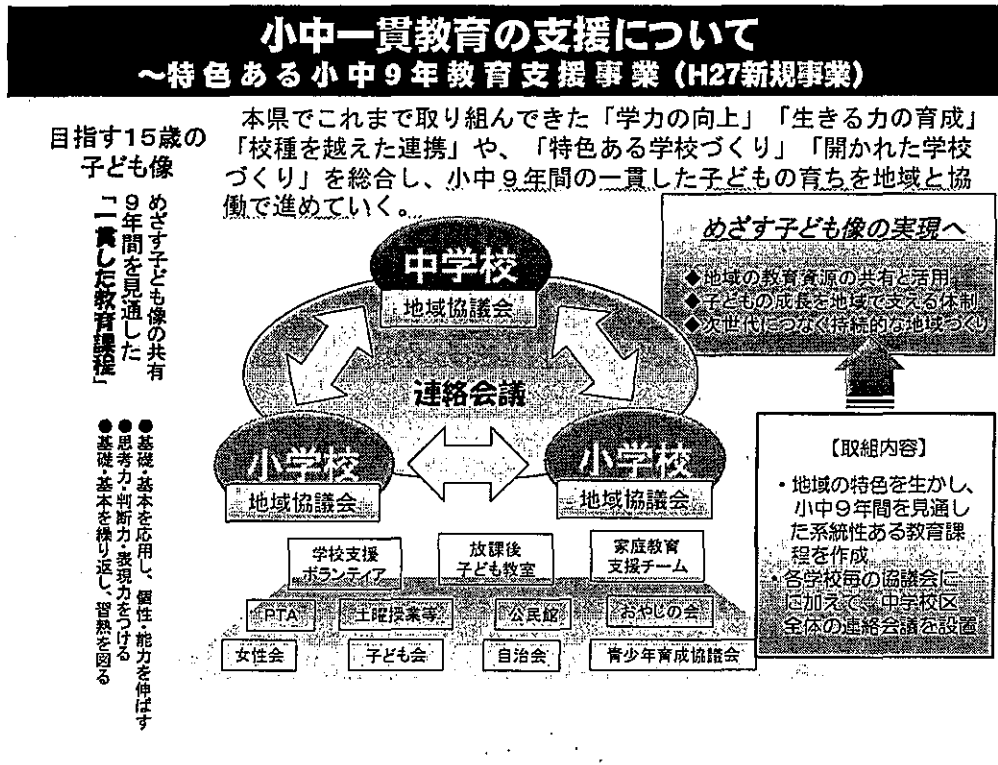 小中一貫教育の支援について
～特色ある小中９年教育支援事業（H27新規事業）
目指す15歳の
子ども像
本県でこれまで取り組んできた「学力の向上」「生きる力の育成」
「校種を越えた連携」や、「特色ある学校づくり」「開かれた学校
づくり」を総合し、小中９年間の一貫した子どもの育ちを地域と協
働で進めていく。
めざす子ども像の共有
９年間を見通した
「一貫した教育課程」
●基礎・基本を応用し、個性・能力を伸ばす
●思考力・判断力・表現力をつける
●基礎・基本を繰り返し、習熟を図る
中学校
地域協議会
連絡会議
小学校
地域協議会
小学校
地域協議会
めざす子ども像の実現へ
◆地域の教育資源の共有と活用
◆子どもの成長を地域で支える体制
◆次世代につなぐ持続的な地域づくり
【取組内容】
・地域の特色を生かし、
小中９年間を見通し
た系統性ある教育課
程を作成
・各学校毎の協議会に
に加えて、中学校区
全体の連絡会議を設置
学校支援
ボランティア
放課後
子ども教室
家庭教育
支援チーム
PTA
土曜授業等
公民館
おやじの会
女性会
子ども会
自治会
青少年育成協議会